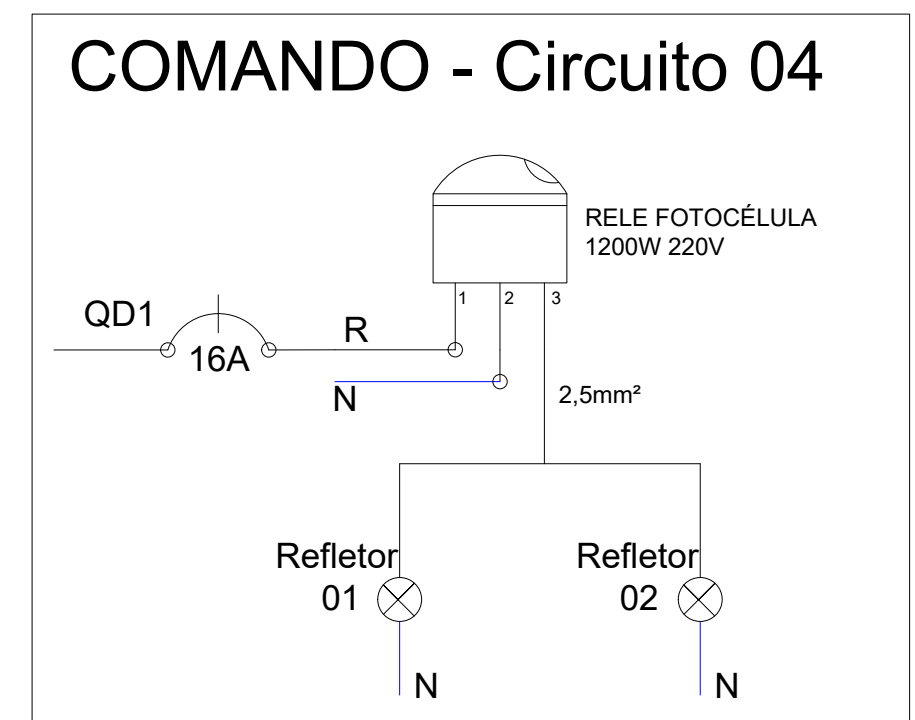 COMANDO - Circuito 04
RELE FOTOCÉLULA
1200W 220V
1
2
3
QD1
16A
R
N
2,5mm²
Refletor
01
Refletor
02
N
N